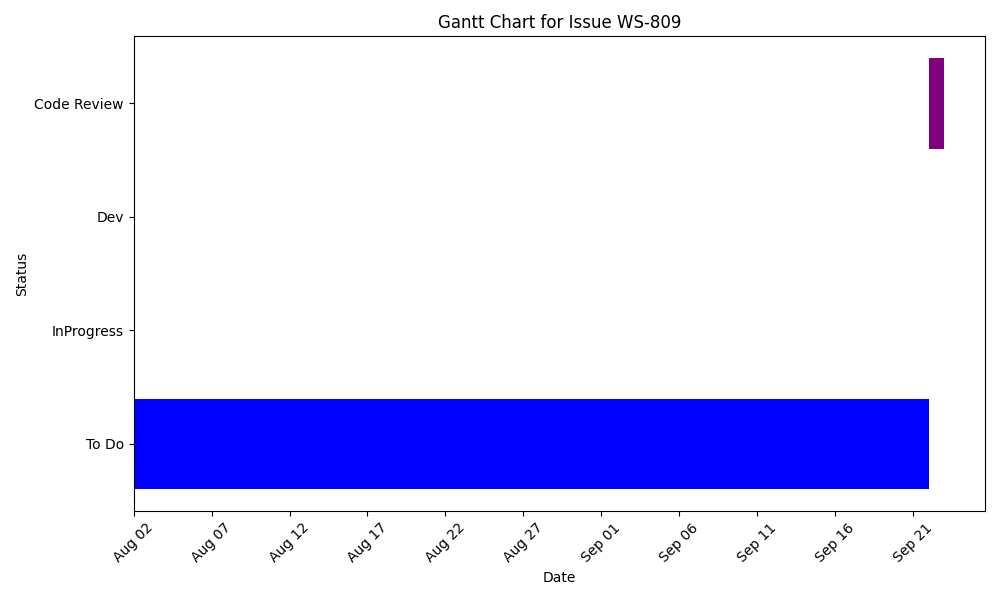 Gantt Chart for Issue WS-809
Code Review
Dev
InProgress
To Do
Status
Aug 02
Aug 07
Aug 12
Aug 17
Aug 22
Aug 27
Sep 01
Sep 06
Sep 11
Sep 16
Sep 21
Date